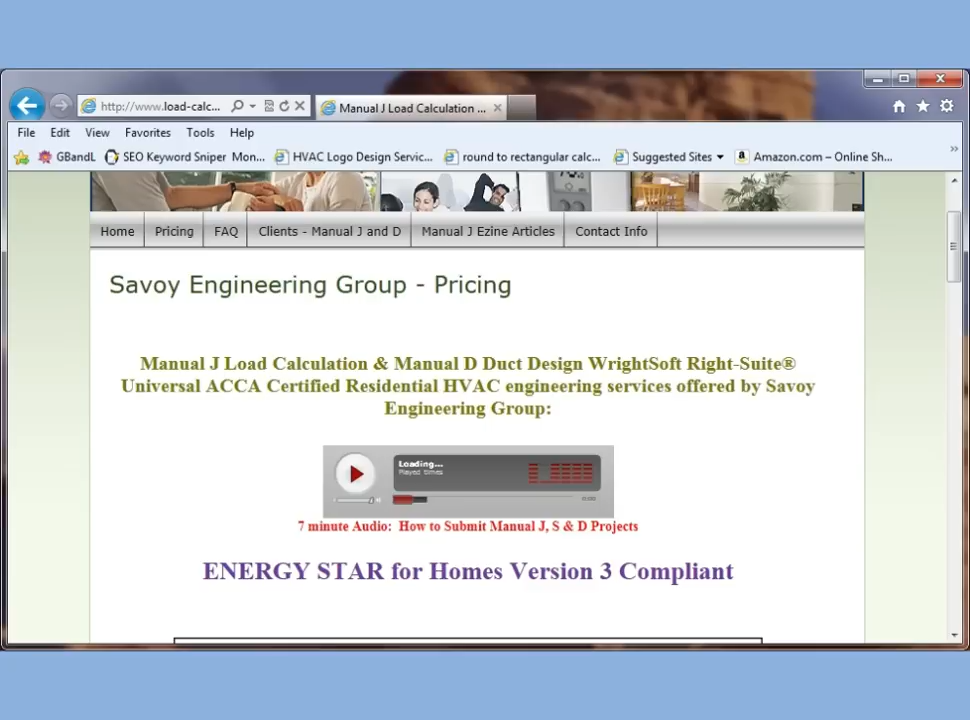 http://www.load-calc...
Manual J Load Calculation ...
File Edit View Favorites Tools Help
GBandL SEO Keyword Sniper Mon... HVAC Logo Design Servic... round to rectangular calc... Suggested Sites Amazon.com – Online Sh...
Home Pricing FAQ Clients - Manual J and D Manual J Ezine Articles Contact Info
Savoy Engineering Group - Pricing
Manual J Load Calculation & Manual D Duct Design WrightSoft Right-Suite®
Universal ACCA Certified Residential HVAC engineering services offered by Savoy
Engineering Group:
Loading...
Played times
0:00
7 minute Audio: How to Submit Manual J, S & D Projects
ENERGY STAR for Homes Version 3 Compliant